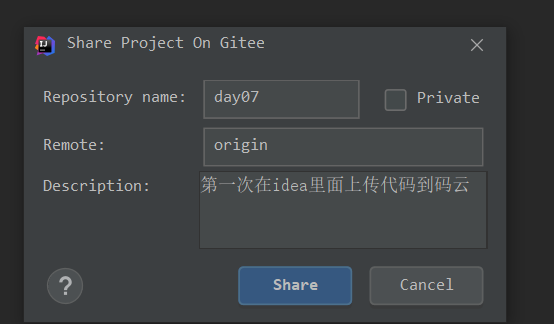 Share Project On Gitee
Repository name: day07 Private
Remote: origin
Description: 第一次在idea里面上传代码到码云
? Share Cancel